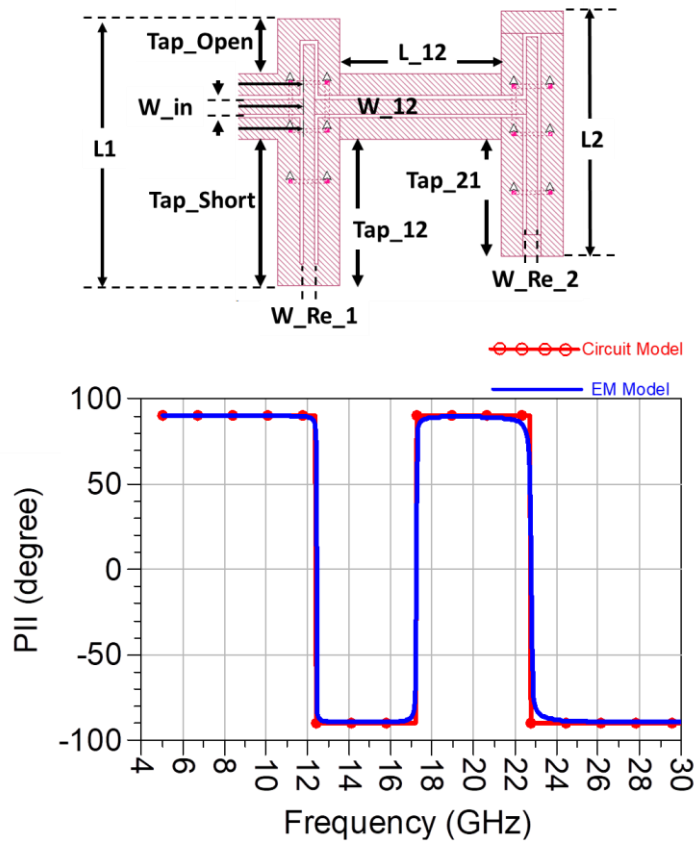 Tap_Open
L_12
W_in
W_12
L1
L2
Tap_Short
Tap_21
Tap_12
W_Re_2
W_Re_1
Circuit Model
EM Model
100
50
0
-50
-100
PII (degree)
4 6 8 10 12 14 16 18 20 22 24 26 28 30
Frequency (GHz)